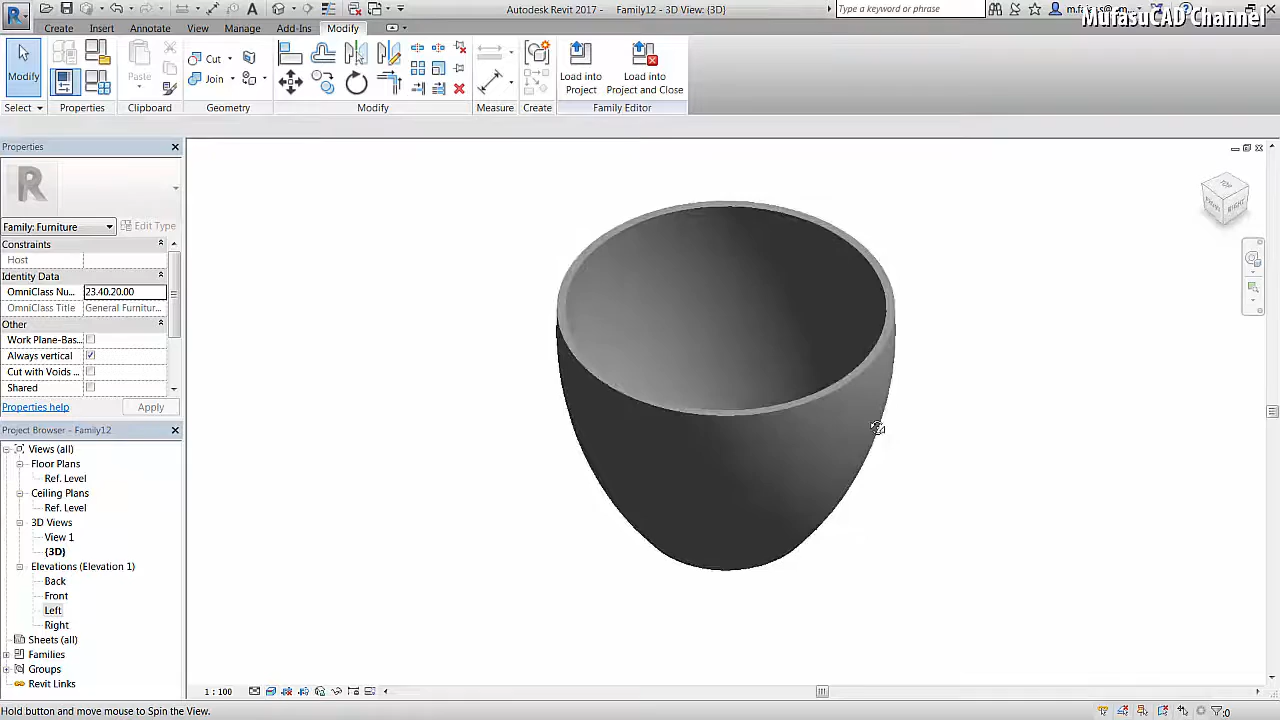 Autodesk Revit 2017 - Family12 - 3D View: {3D}
Type a keyword or phrase
MufasuCAD Channel
Create
Insert
Annotate
View
Manage
Add-Ins
Modify
Modify
Paste
Cut
Join
Load into
Project
Load into
Project and Close
Select
Properties
Clipboard
Geometry
Modify
Measure
Create
Family Editor
Properties
Family: Furniture
Edit Type
Constraints
Host
Identity Data
OmniClass Nu...
23.40.20.00
OmniClass Title
General Furnitur...
Other
Work Plane-Bas...
Always vertical
Cut with Voids ...
Shared
Properties help
Apply
Project Browser - Family12
Views (all)
Floor Plans
Ref. Level
Ceiling Plans
Ref. Level
3D Views
View 1
{3D}
Elevations (Elevation 1)
Back
Front
Left
Right
Sheets (all)
Families
Groups
Revit Links
TOP
RIGHT
1 : 100
Hold button and move mouse to Spin the View.
:0